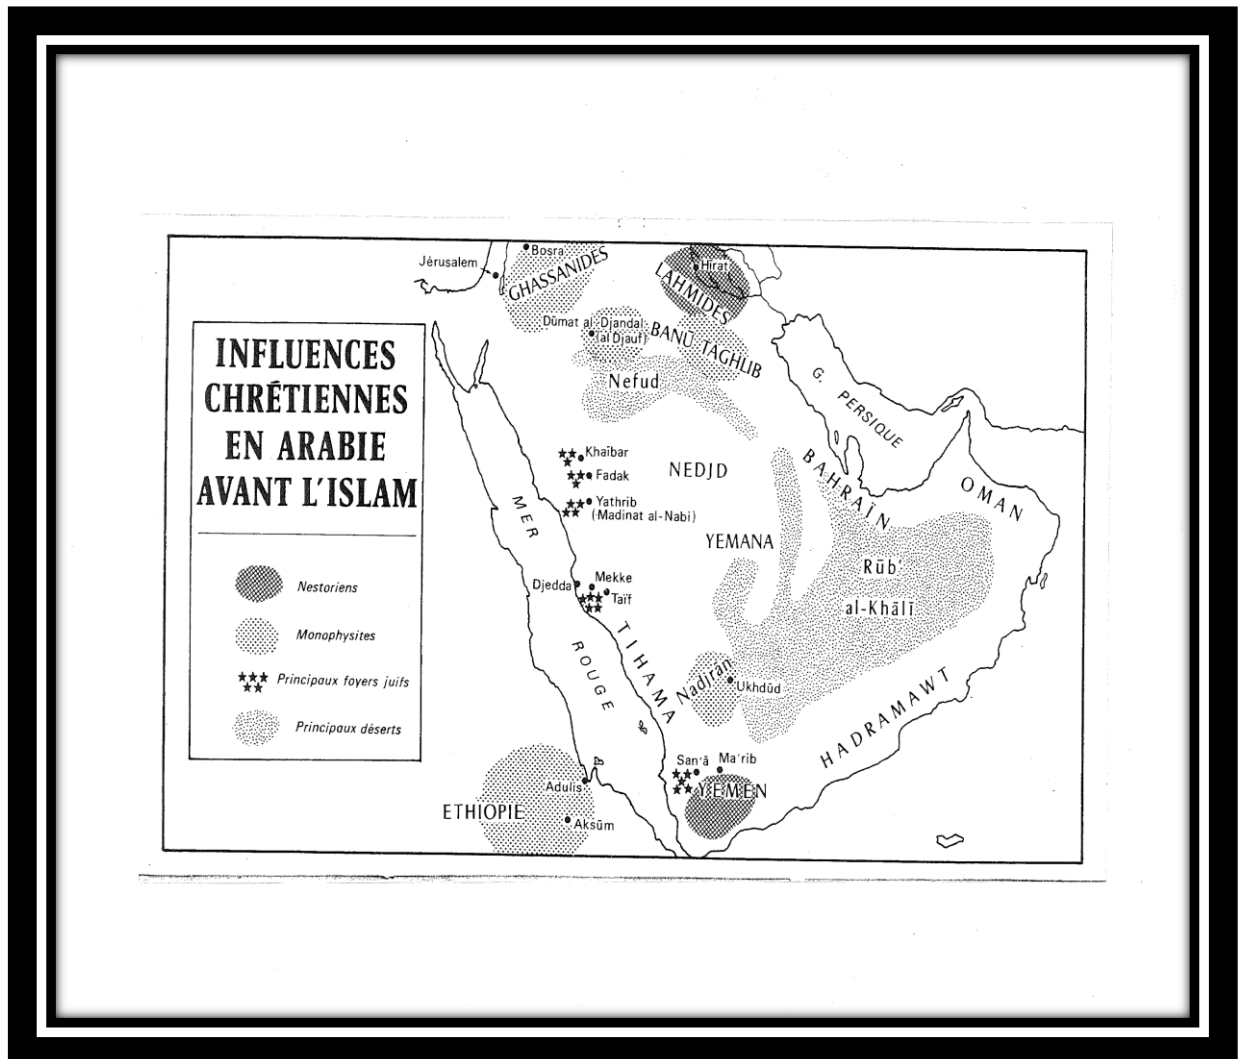 INFLUENCES
CHRÉTIENNES
EN ARABIE
AVANT L'ISLAM
Nestoriens
Monophysites
Principaux foyers juifs
Principaux déserts
Jérusalem
Bosra
GHASSANIDES
Hirat
LAHMIDES
Dūmat al-Djandal
(al Djauf)
BANŪ TAGHLIB
Nefud
G. PERSIQUE
Khaïbar
Fadak
Yathrib
(Madinat al-Nabi)
NEDJD
BAHRAÏN
OMAN
MER
ROUGE
YEMANA
Rūb'
al-Khālī
Djedda
Mekke
Taïf
TIHAMA
Nadjrān
Ukhdūd
HADRAMAWT
San'ā
Ma'rib
YEMEN
Adulis
ETHIOPIE
Aksūm